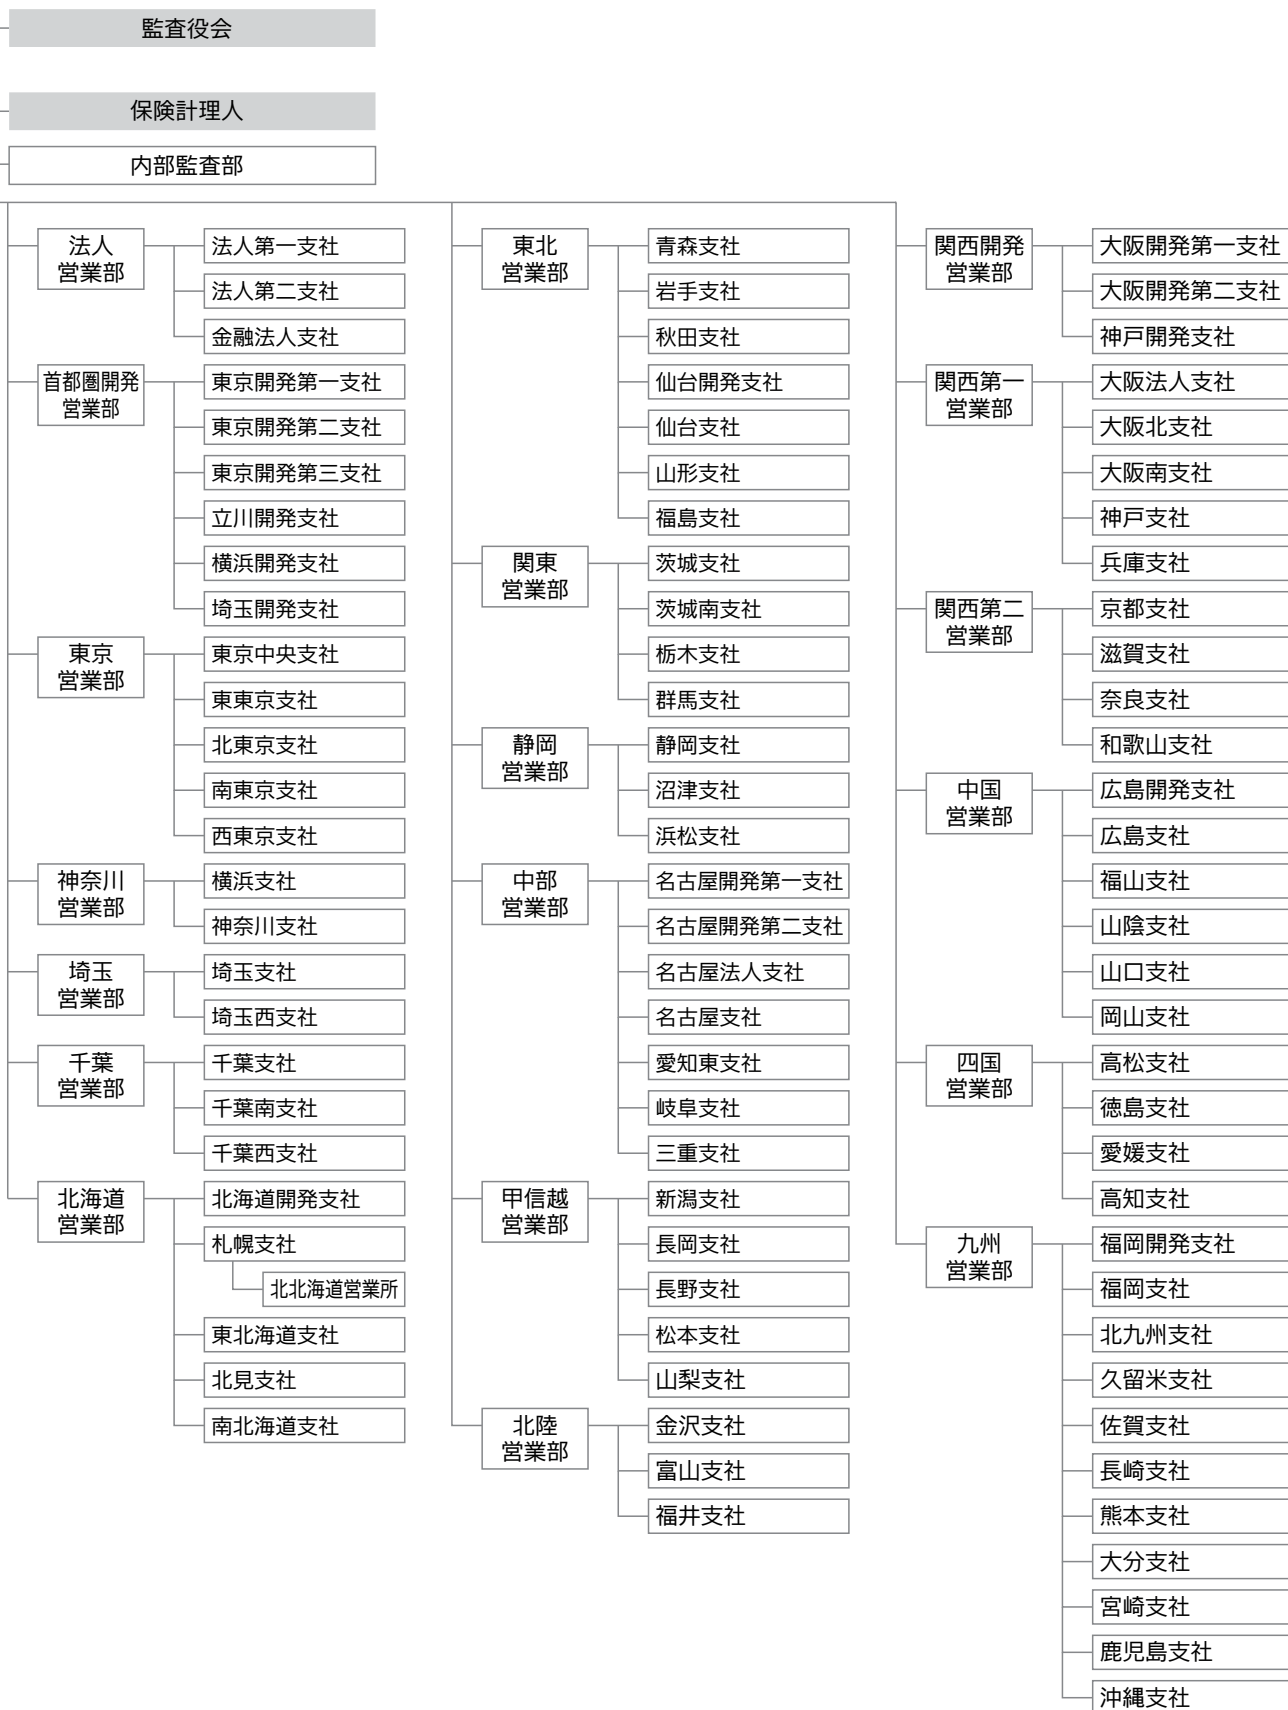 監査役会
保険計理人
内部監査部
法人
営業部
法人第一支社
法人第二支社
金融法人支社
首都圏開発
営業部
東京開発第一支社
東京開発第二支社
東京開発第三支社
立川開発支社
横浜開発支社
埼玉開発支社
東京
営業部
東京中央支社
東東京支社
北東京支社
南東京支社
西東京支社
神奈川
営業部
横浜支社
神奈川支社
埼玉
営業部
埼玉支社
埼玉西支社
千葉
営業部
千葉支社
千葉南支社
千葉西支社
北海道
営業部
北海道開発支社
札幌支社
北北海道営業所
東北海道支社
北見支社
南北海道支社
東北
営業部
青森支社
岩手支社
秋田支社
仙台開発支社
仙台支社
山形支社
福島支社
関東
営業部
茨城支社
茨城南支社
栃木支社
群馬支社
静岡
営業部
静岡支社
沼津支社
浜松支社
中部
営業部
名古屋開発第一支社
名古屋開発第二支社
名古屋法人支社
名古屋支社
愛知東支社
岐阜支社
三重支社
甲信越
営業部
新潟支社
長岡支社
長野支社
松本支社
山梨支社
北陸
営業部
金沢支社
富山支社
福井支社
関西開発
営業部
大阪開発第一支社
大阪開発第二支社
神戸開発支社
関西第一
営業部
大阪法人支社
大阪北支社
大阪南支社
神戸支社
兵庫支社
関西第二
営業部
京都支社
滋賀支社
奈良支社
和歌山支社
中国
営業部
広島開発支社
広島支社
福山支社
山陰支社
山口支社
岡山支社
四国
営業部
高松支社
徳島支社
愛媛支社
高知支社
九州
営業部
福岡開発支社
福岡支社
北九州支社
久留米支社
佐賀支社
長崎支社
熊本支社
大分支社
宮崎支社
鹿児島支社
沖縄支社